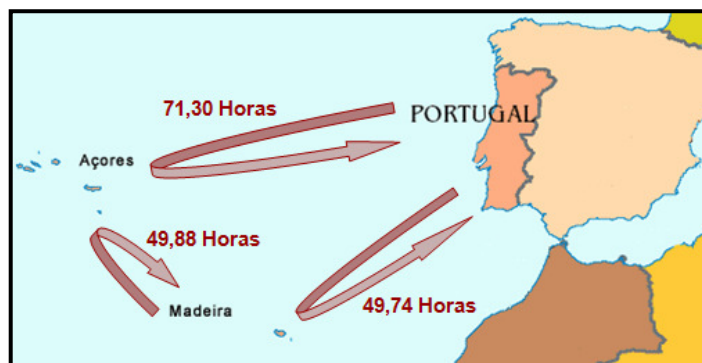 71,30 Horas
PORTUGAL
Açores
49,88 Horas
Madeira
49,74 Horas